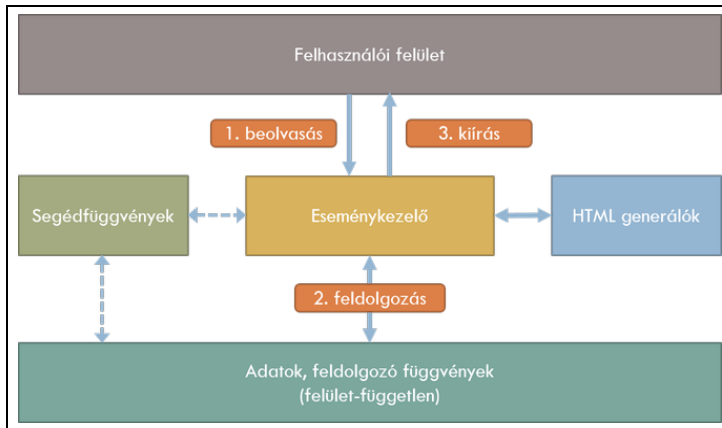 Felhasználói felület
1. beolvasás
3. kiírás
Segédfüggvények
Eseménykezelő
HTML generálók
2. feldolgozás
Adatok, feldolgozó függvények
(felület-független)